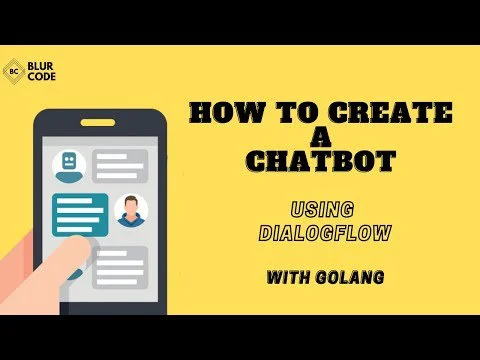 BC
BLUR
CODE
HOW TO CREATE
A
CHATBOT
USING
DIALOGFLOW
WITH GOLANG